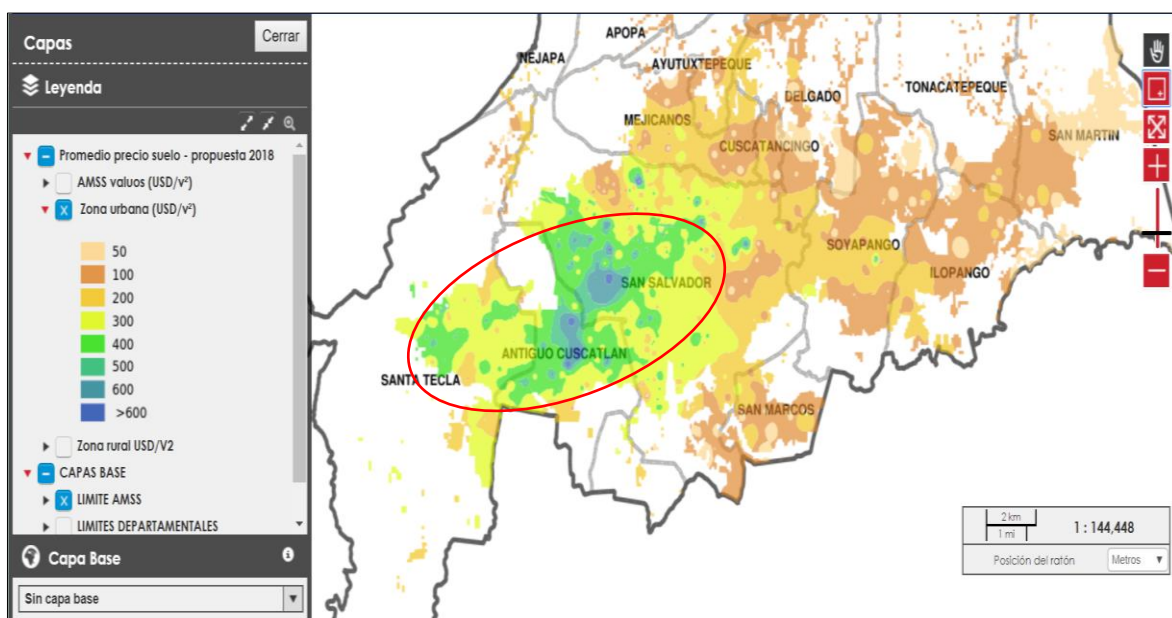 Capas
Cerrar
Leyenda
Promedio precio suelo - propuesta 2018
AMSS valuos (USD/v²)
Zona urbana (USD/v²)
50
100
200
300
400
500
600
>600
Zona rural USD/V2
CAPAS BASE
LIMITE AMSS
LIMITES DEPARTAMENTALES
Capa Base
Sin capa base
APOPA
NEJAPA
AYUTUXTEPEQUE
TONACATEPEQUE
DELGADO
MEJICANOS
SAN MARTIN
CUSCATANCINGO
SOYAPANGO
ILOPANGO
SAN SALVADOR
ANTIGUO CUSCATLAN
SANTA TECLA
SAN MARCOS
2 km
1 mi
1 : 144,448
Posición del ratón
Metros